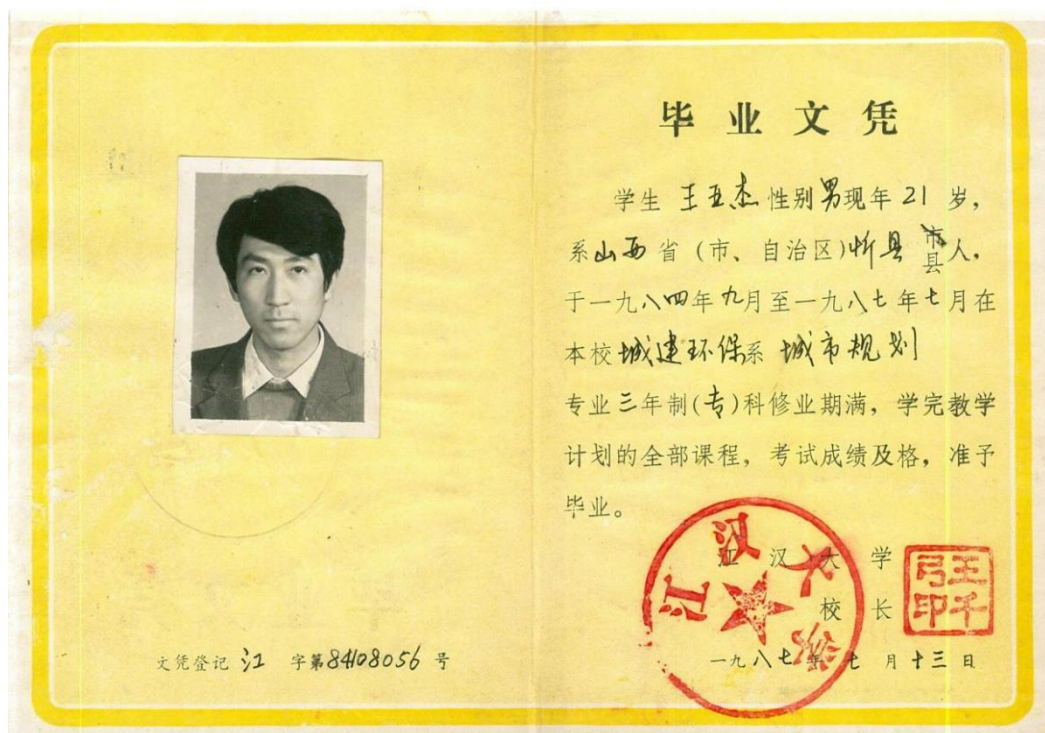 毕业文凭
学生 王五杰 性别男现年 21 岁,
系山西省 (市、自治区) 忻县 市县人,
于一九八四年九月至一九八七年七月在
本校城建环保系 城市规划
专业三年制(专)科修业期满, 学完教学
计划的全部课程, 考试成绩及格, 准予
毕业。
江汉大学
校长
王千弓印
江汉大学
一九八七年七月十三日
文凭登记 江 字第84108056号